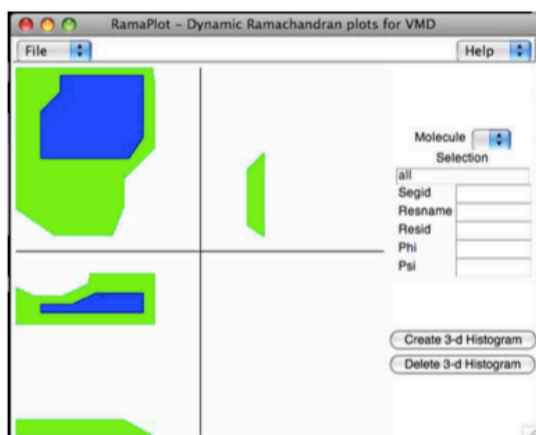 RamaPlot - Dynamic Ramachandran plots for VMD
File
Help
Molecule
Selection
all
Segid
Resname
Resid
Phi
Psi
Create 3-d Histogram
Delete 3-d Histogram